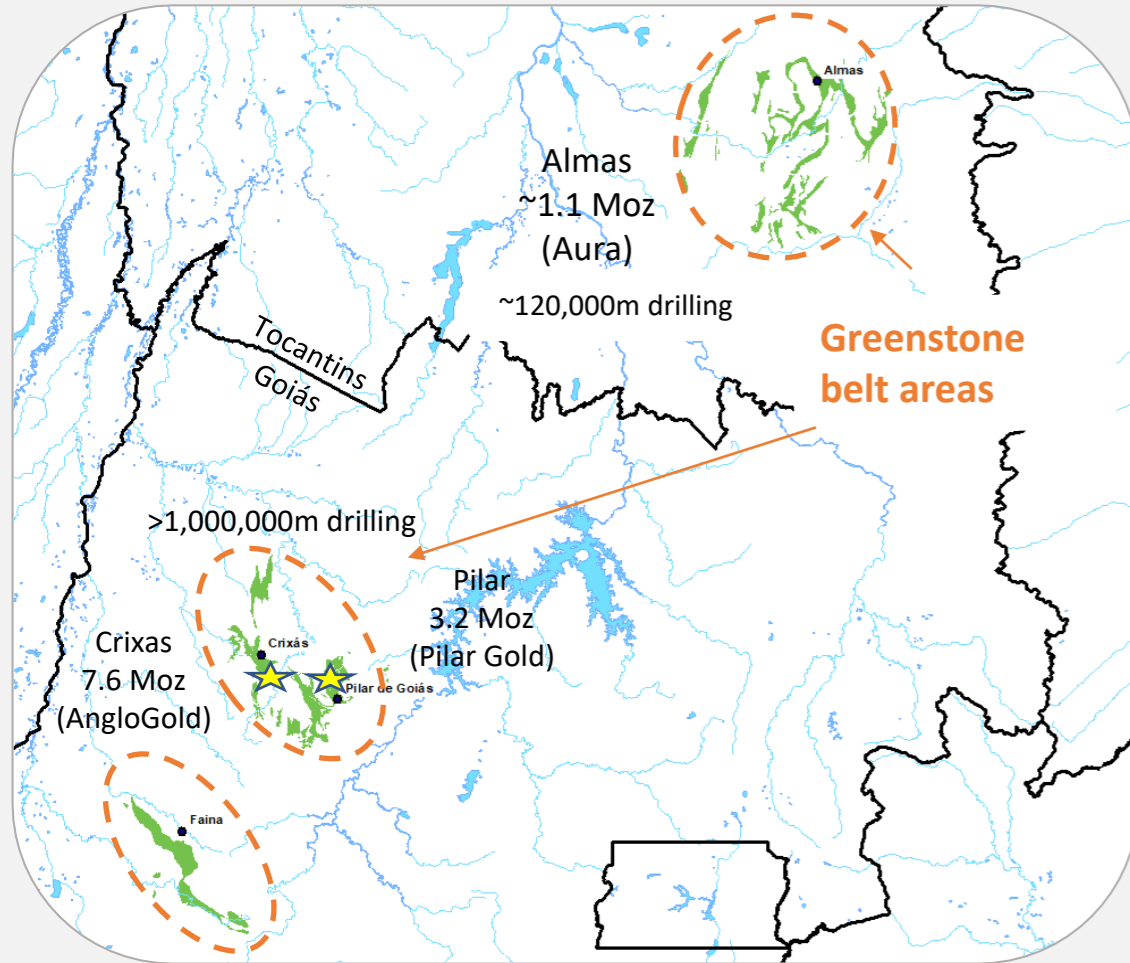 Almas
Almas
~1.1 Moz
(Aura)
~120,000m drilling
Greenstone
belt areas
Tocantins
Goiás
>1,000,000m drilling
Pilar
3.2 Moz
(Pilar Gold)
Crixás
Pilar de Goiás
Crixas
7.6 Moz
(AngloGold)
Faina